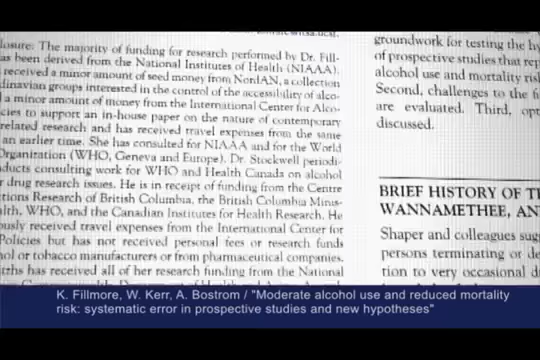 losure: The majority of funding for research performed by Dr. Fill-
as been derived from the National Institutes of Health (NIAAA).
received a minor amount of seed money from NordAN, a collection
dinavian groups interested in the control of the accessibility of alco-
d a minor amount of money from the International Center for Alco-
cies to support an in-house paper on the nature of contemporary
related research and has received travel expenses from the same
an earlier time. She has consulted for NIAAA and for the World
Organization (WHO, Geneva and Europe). Dr. Stockwell periodi-
ducts consulting work for WHO and Health Canada on alcohol
r drug research issues. He is in receipt of funding from the Centre
ctions Research of British Columbia, the British Columbia Minis-
alth, WHO, and the Canadian Institutes for Health Research. He
ously received travel expenses from the International Center for
Policies but has not received personal fees or research funds
hol or tobacco manufacturers or from pharmaceutical companies.
iths has received all of her research funding from the National
groundwork for testing the hy
of prospective studies that rep
alcohol use and mortality risk
Second, challenges to the fi
are evaluated. Third, opt
discussed.
BRIEF HISTORY OF T
WANNAMETHEE, AN
Shaper and colleagues sug
persons terminating or de
tion to very occasional d
K. Fillmore, W. Kerr, A. Bostrom / "Moderate alcohol use and reduced mortality
risk: systematic error in prospective studies and new hypotheses"